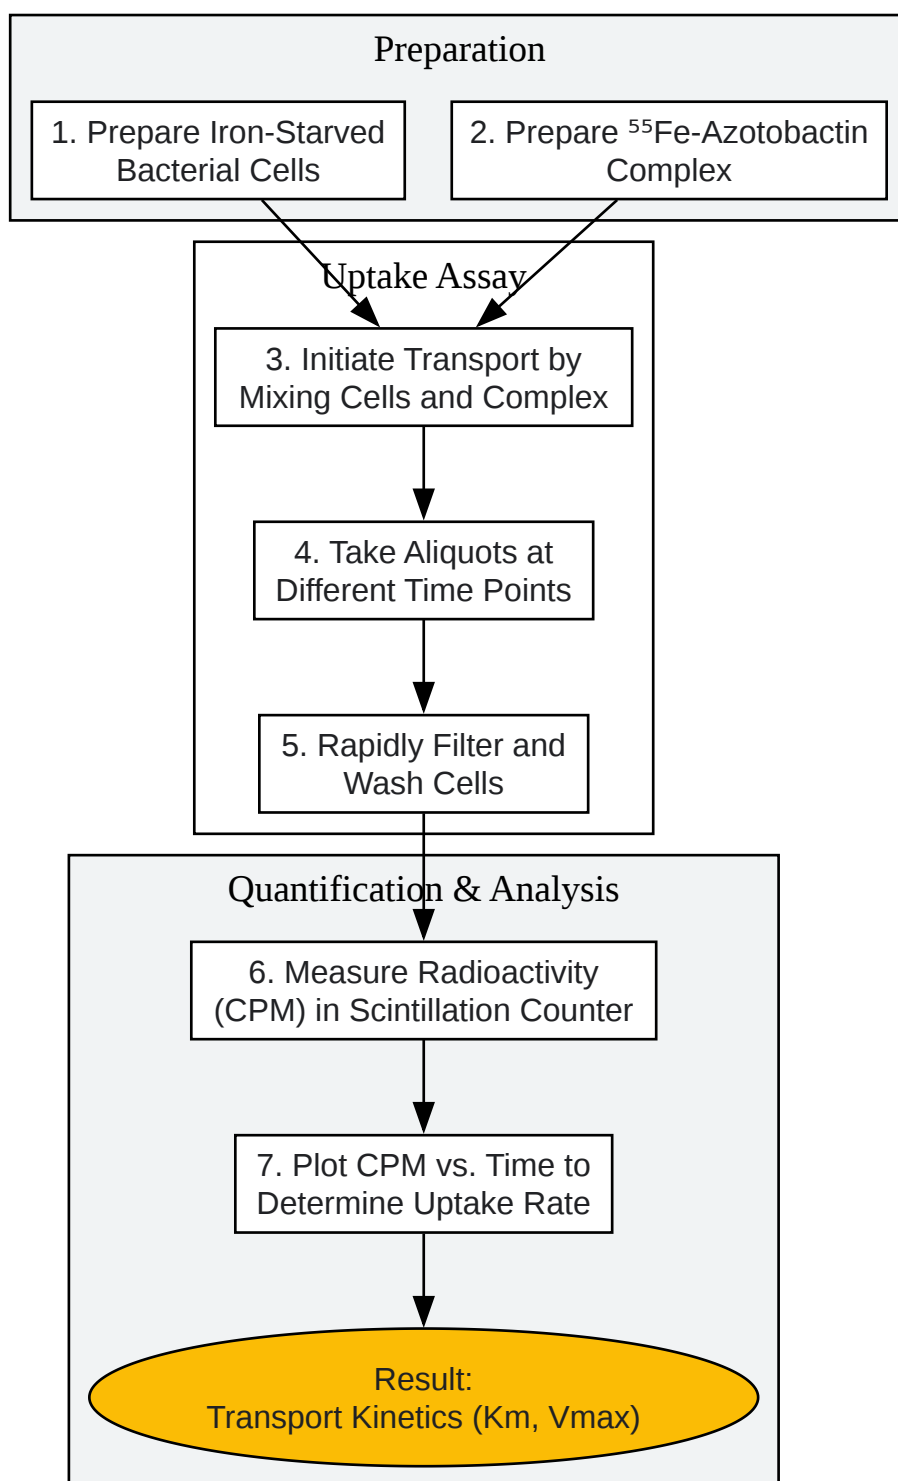 Preparation
1. Prepare Iron-Starved
Bacterial Cells
2. Prepare ⁵⁵Fe-Azotobactin
Complex
Uptake Assay
3. Initiate Transport by
Mixing Cells and Complex
4. Take Aliquots at
Different Time Points
5. Rapidly Filter and
Wash Cells
Quantification & Analysis
6. Measure Radioactivity
(CPM) in Scintillation Counter
7. Plot CPM vs. Time to
Determine Uptake Rate
Result:
Transport Kinetics (Km, Vmax)